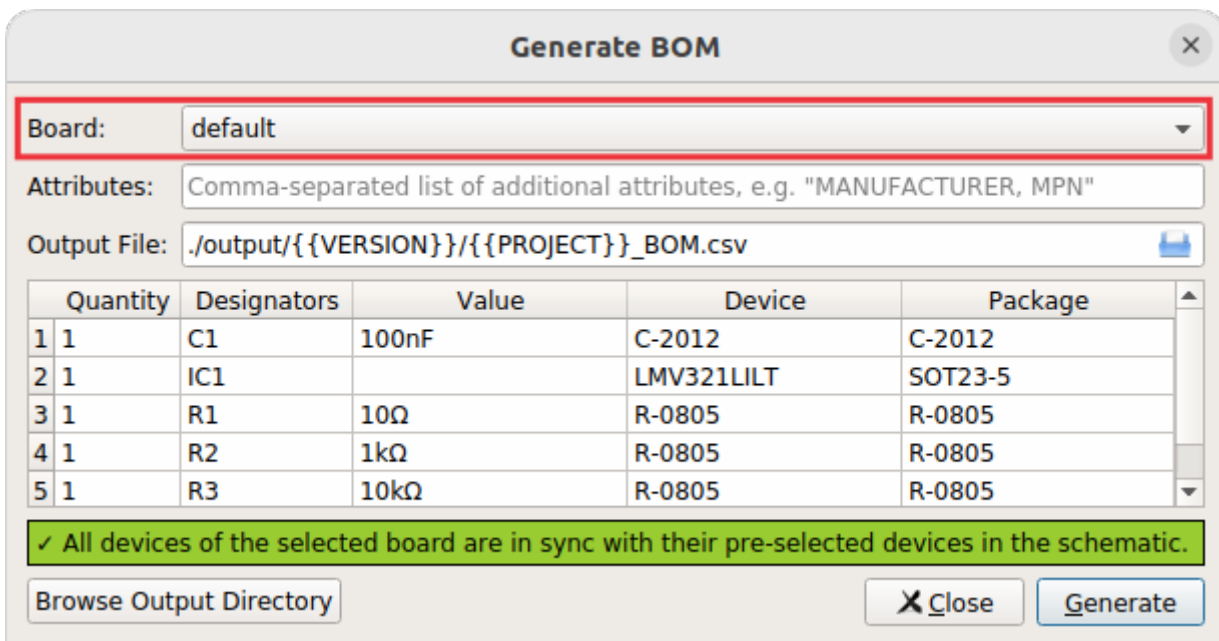 Generate BOM
Board: default
Attributes: Comma-separated list of additional attributes, e.g. "MANUFACTURER, MPN"
Output File: ./output/{{VERSION}}/{{PROJECT}}_BOM.csv
Quantity Designators Value Device Package
1 1 C1 100nF C-2012 C-2012
2 1 IC1 LMV321LILT SOT23-5
3 1 R1 10Ω R-0805 R-0805
4 1 R2 1kΩ R-0805 R-0805
5 1 R3 10kΩ R-0805 R-0805
✓ All devices of the selected board are in sync with their pre-selected devices in the schematic.
Browse Output Directory Close Generate